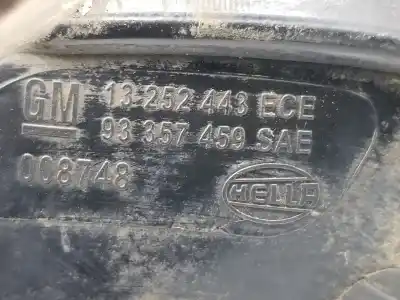 GM 13 252 443 ECE
93 357 459 SAE
008748
HELLA